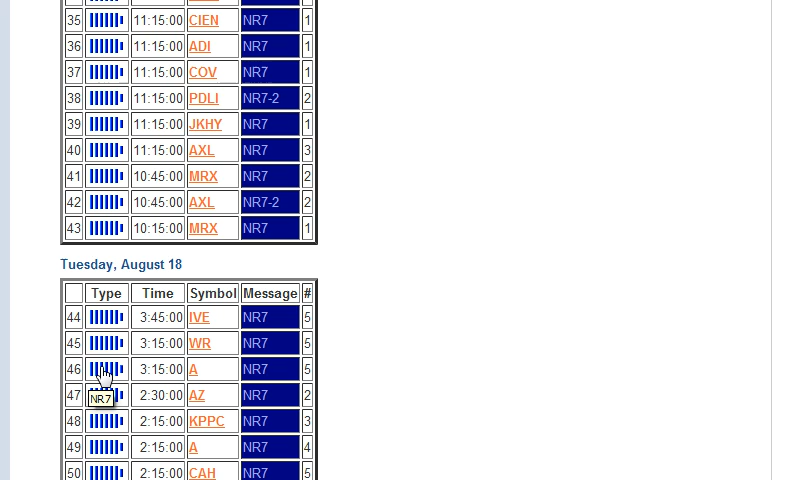 35 11:15:00 CIEN NR7 1
36 11:15:00 ADI NR7 1
37 11:15:00 COV NR7 1
38 11:15:00 PDLI NR7-2 2
39 11:15:00 JKHY NR7 1
40 11:15:00 AXL NR7 3
41 10:45:00 MRX NR7 2
42 10:45:00 AXL NR7-2 2
43 10:15:00 MRX NR7 1
Tuesday, August 18
Type Time Symbol Message #
44 3:45:00 IVE NR7 5
45 3:15:00 WR NR7 5
46 3:15:00 A NR7 5
47 2:30:00 AZ NR7 2
NR7
48 2:15:00 KPPC NR7 3
49 2:15:00 A NR7 4
50 2:15:00 CAH NR7 5